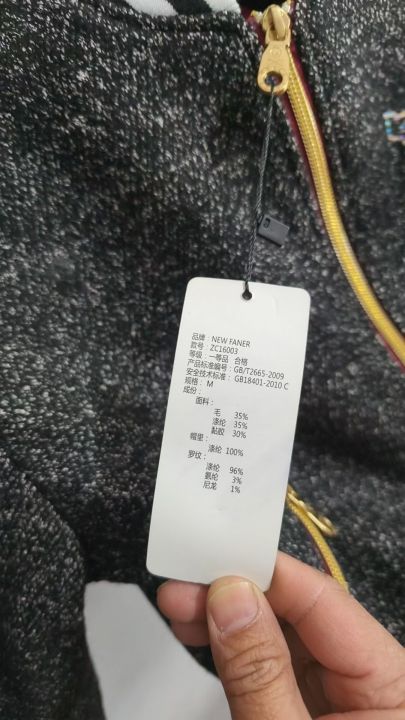 品牌：NEW FANER
款号：ZC16003
等级：一等品 合格
产品标准编号：GB/T2665-2009
安全技术标准：GB18401-2010 C
规格：M
成份：
面料：
毛 35%
涤纶 35%
黏胶 30%
帽里：
涤纶 100%
罗纹：
涤纶 96%
氨纶 3%
尼龙 1%